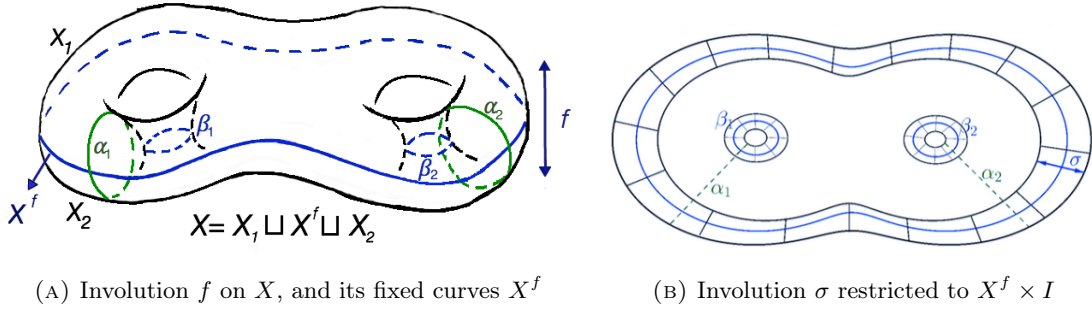 X₁
α₁
β₁
α₂
β₂
f
X^f
X₂
X = X₁ ⊔ X^f ⊔ X₂
β₁
β₂
α₁
α₂
σ
(A) Involution f on X, and its fixed curves X^f
(B) Involution σ restricted to X^f × I